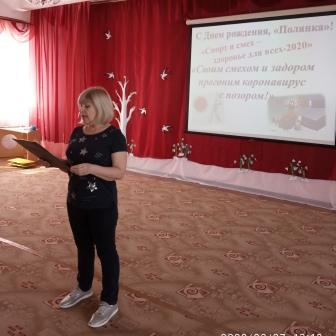 С Днем рождения, «Полянка»!
«Спорт и смех –
здоровье для всех-2020»
«Своим смехом и задором
прогоним коронавирус
с позором!»